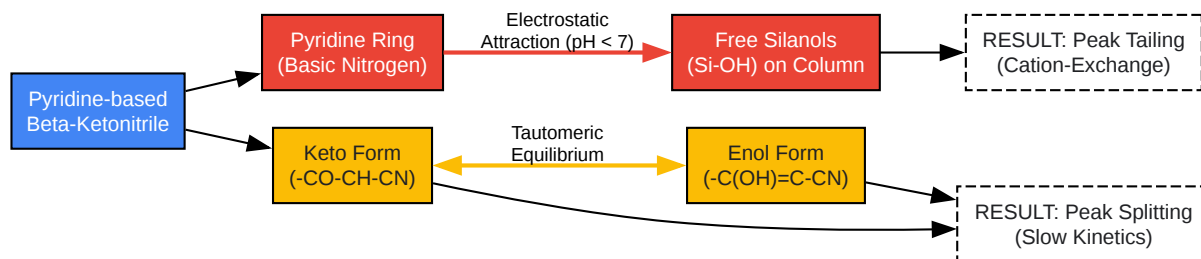 Pyridine-based
Beta-Ketonitrile
Pyridine Ring
(Basic Nitrogen)
Electrostatic
Attraction (pH < 7)
Free Silanols
(Si-OH) on Column
RESULT: Peak Tailing
(Cation-Exchange)
Keto Form
(-CO-CH-CN)
Tautomeric
Equilibrium
Enol Form
(-C(OH)=C-CN)
RESULT: Peak Splitting
(Slow Kinetics)